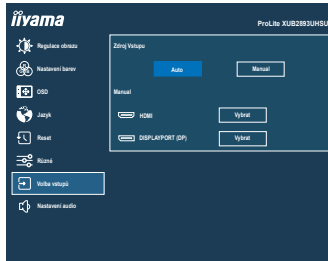 iiyama
ProLite XUB2893UHSU
Regulace obrazu
Zdroj Vstupu
Nastavení barev
Auto
Manual
OSD
Manual
Jazyk
HDMI
Vybrat
Reset
DISPLAYPORT (DP)
Vybrat
Různé
Volba vstupů
Nastavení audio